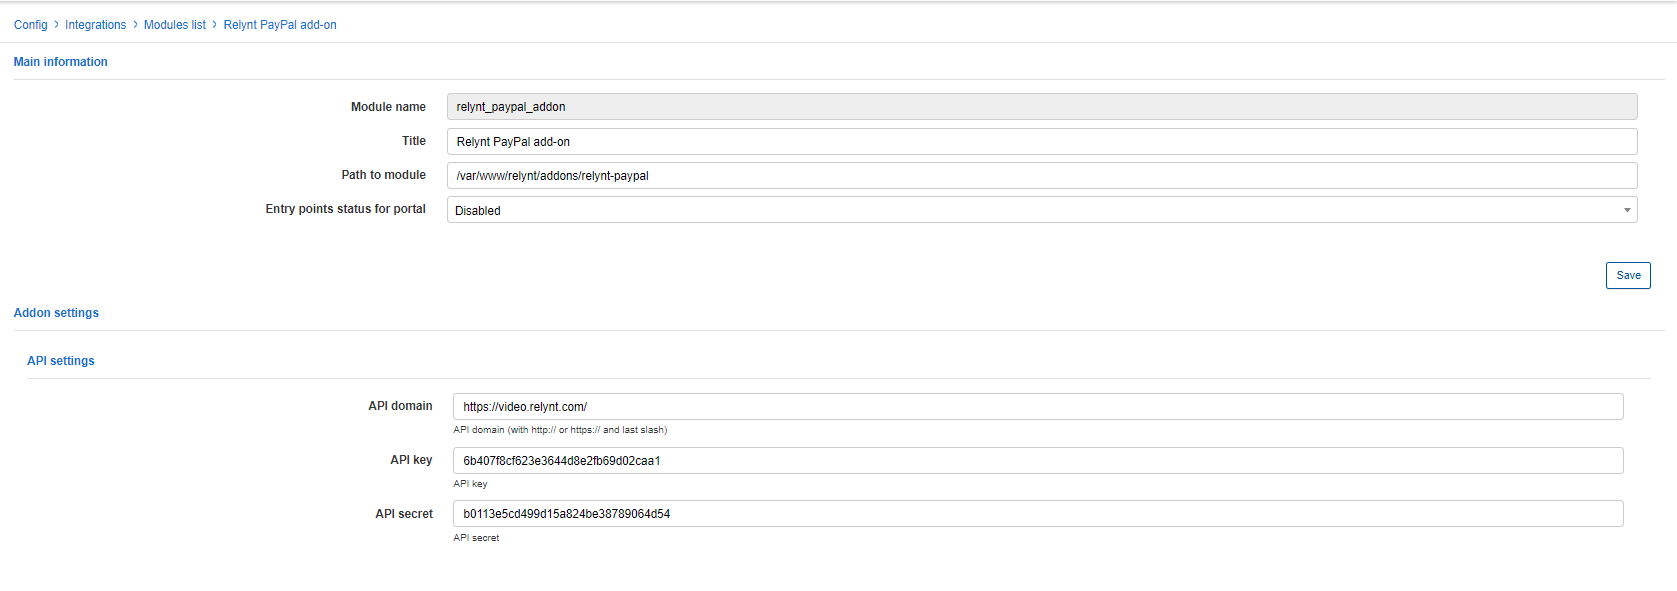 Config > Integrations > Modules list > Relynt PayPal add-on
Main information
Module name relynt_paypal_addon
Title Relynt PayPal add-on
Path to module /var/www/relynt/addons/relynt-paypal
Entry points status for portal Disabled
Save
Addon settings
API settings
API domain https://video.relynt.com/
API domain (with http:// or https:// and last slash)
API key 6b407f8cf623e3644d8e2fb69d02caa1
API key
API secret b0113e5cd499d15a824be38789064d54
API secret